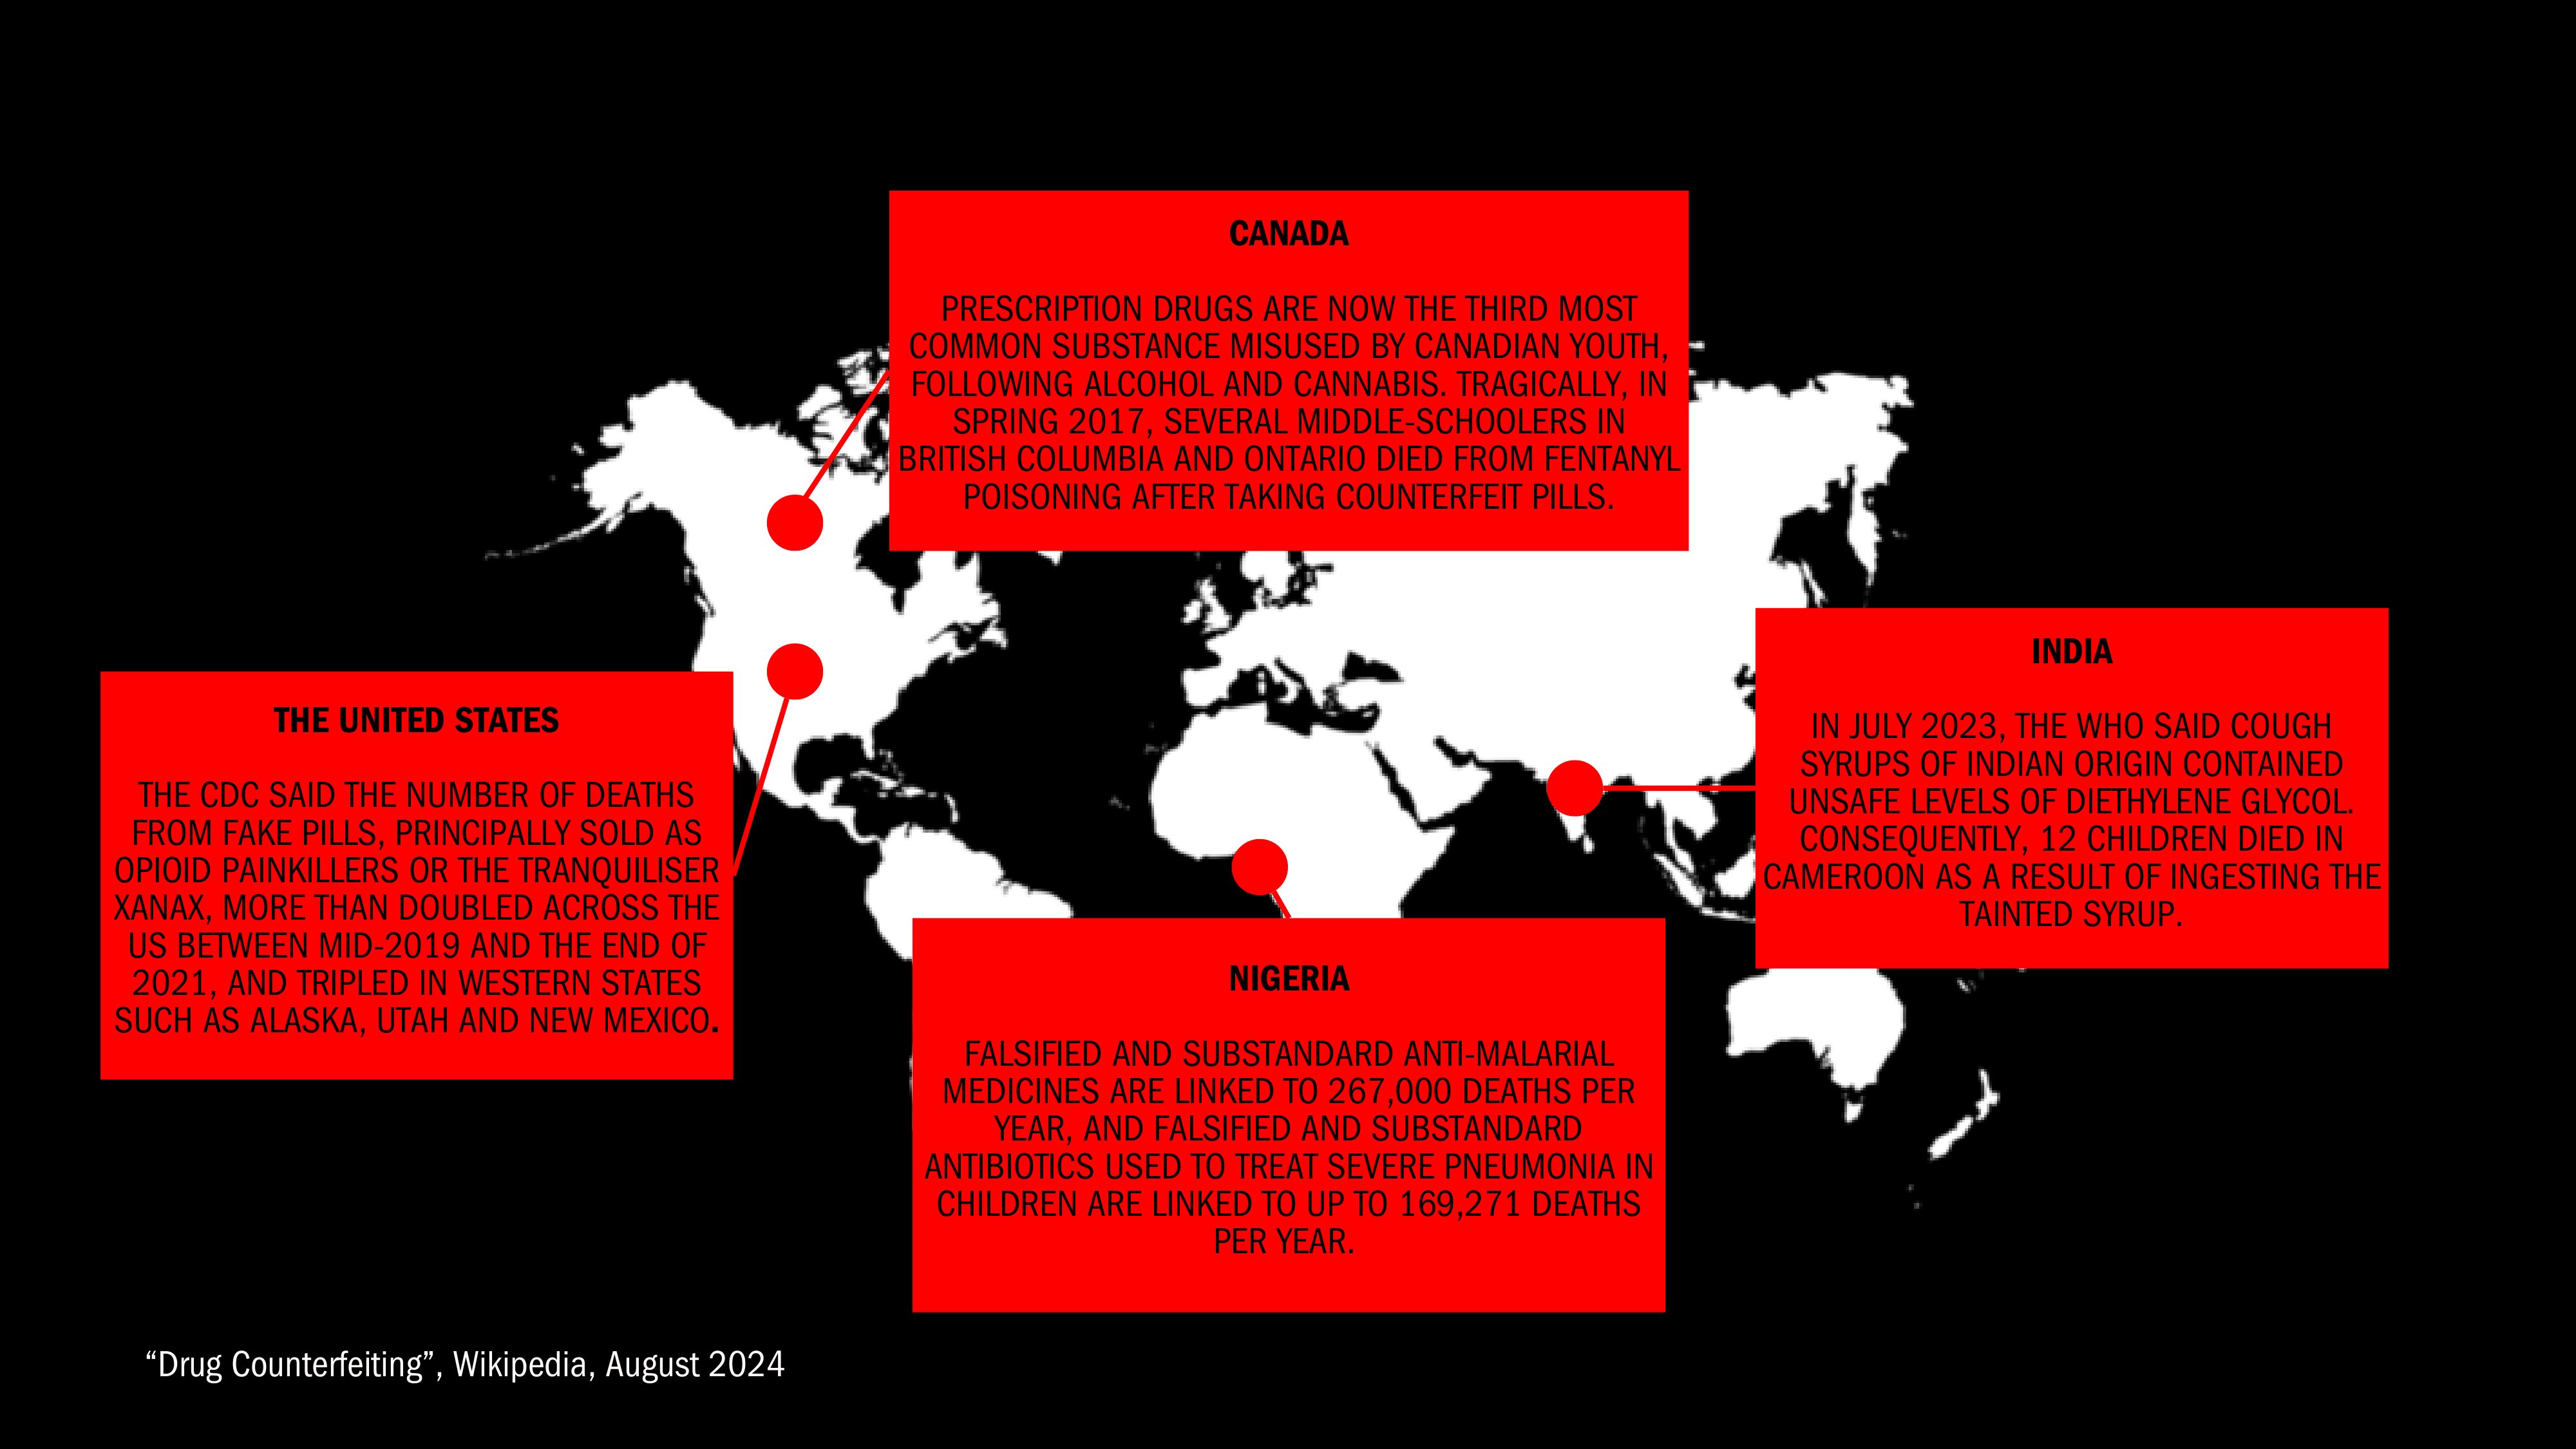 CANADA
PRESCRIPTION DRUGS ARE NOW THE THIRD MOST
COMMON SUBSTANCE MISUSED BY CANADIAN YOUTH,
FOLLOWING ALCOHOL AND CANNABIS. TRAGICALLY, IN
SPRING 2017, SEVERAL MIDDLE-SCHOOLERS IN
BRITISH COLUMBIA AND ONTARIO DIED FROM FENTANYL
POISONING AFTER TAKING COUNTERFEIT PILLS.
THE UNITED STATES
THE CDC SAID THE NUMBER OF DEATHS
FROM FAKE PILLS, PRINCIPALLY SOLD AS
OPIOID PAINKILLERS OR THE TRANQUILISER
XANAX, MORE THAN DOUBLED ACROSS THE
US BETWEEN MID-2019 AND THE END OF
2021, AND TRIPLED IN WESTERN STATES
SUCH AS ALASKA, UTAH AND NEW MEXICO.
INDIA
IN JULY 2023, THE WHO SAID COUGH
SYRUPS OF INDIAN ORIGIN CONTAINED
UNSAFE LEVELS OF DIETHYLENE GLYCOL.
CONSEQUENTLY, 12 CHILDREN DIED IN
CAMEROON AS A RESULT OF INGESTING THE
TAINTED SYRUP.
NIGERIA
FALSIFIED AND SUBSTANDARD ANTI-MALARIAL
MEDICINES ARE LINKED TO 267,000 DEATHS PER
YEAR, AND FALSIFIED AND SUBSTANDARD
ANTIBIOTICS USED TO TREAT SEVERE PNEUMONIA IN
CHILDREN ARE LINKED TO UP TO 169,271 DEATHS
PER YEAR.
“Drug Counterfeiting”, Wikipedia, August 2024